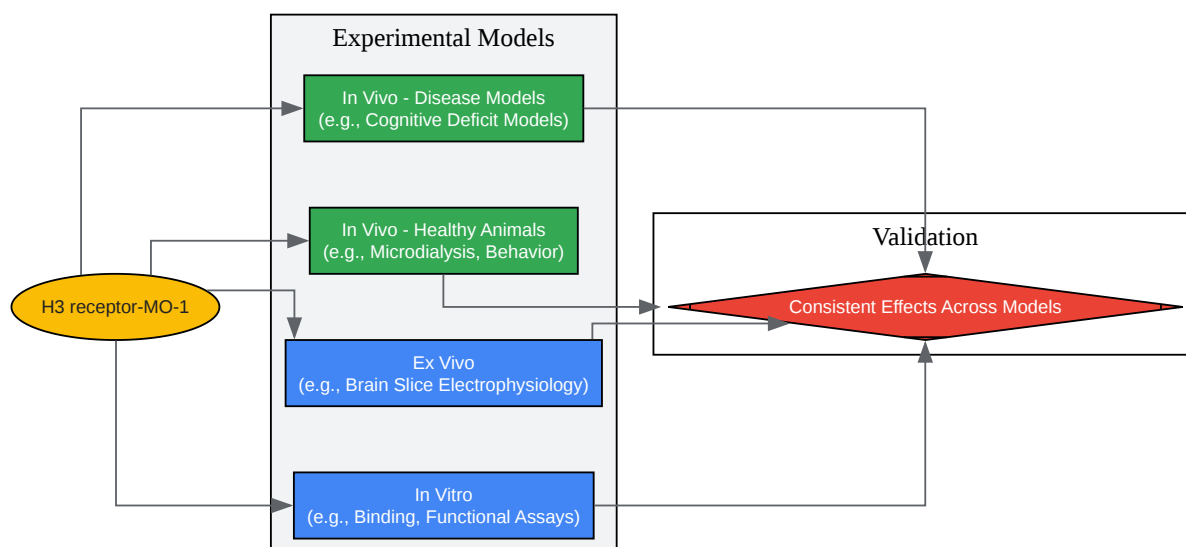 Experimental Models
In Vivo - Disease Models
(e.g., Cognitive Deficit Models)
In Vivo - Healthy Animals
(e.g., Microdialysis, Behavior)
Validation
H3 receptor-MO-1
Consistent Effects Across Models
Ex Vivo
(e.g., Brain Slice Electrophysiology)
In Vitro
(e.g., Binding, Functional Assays)